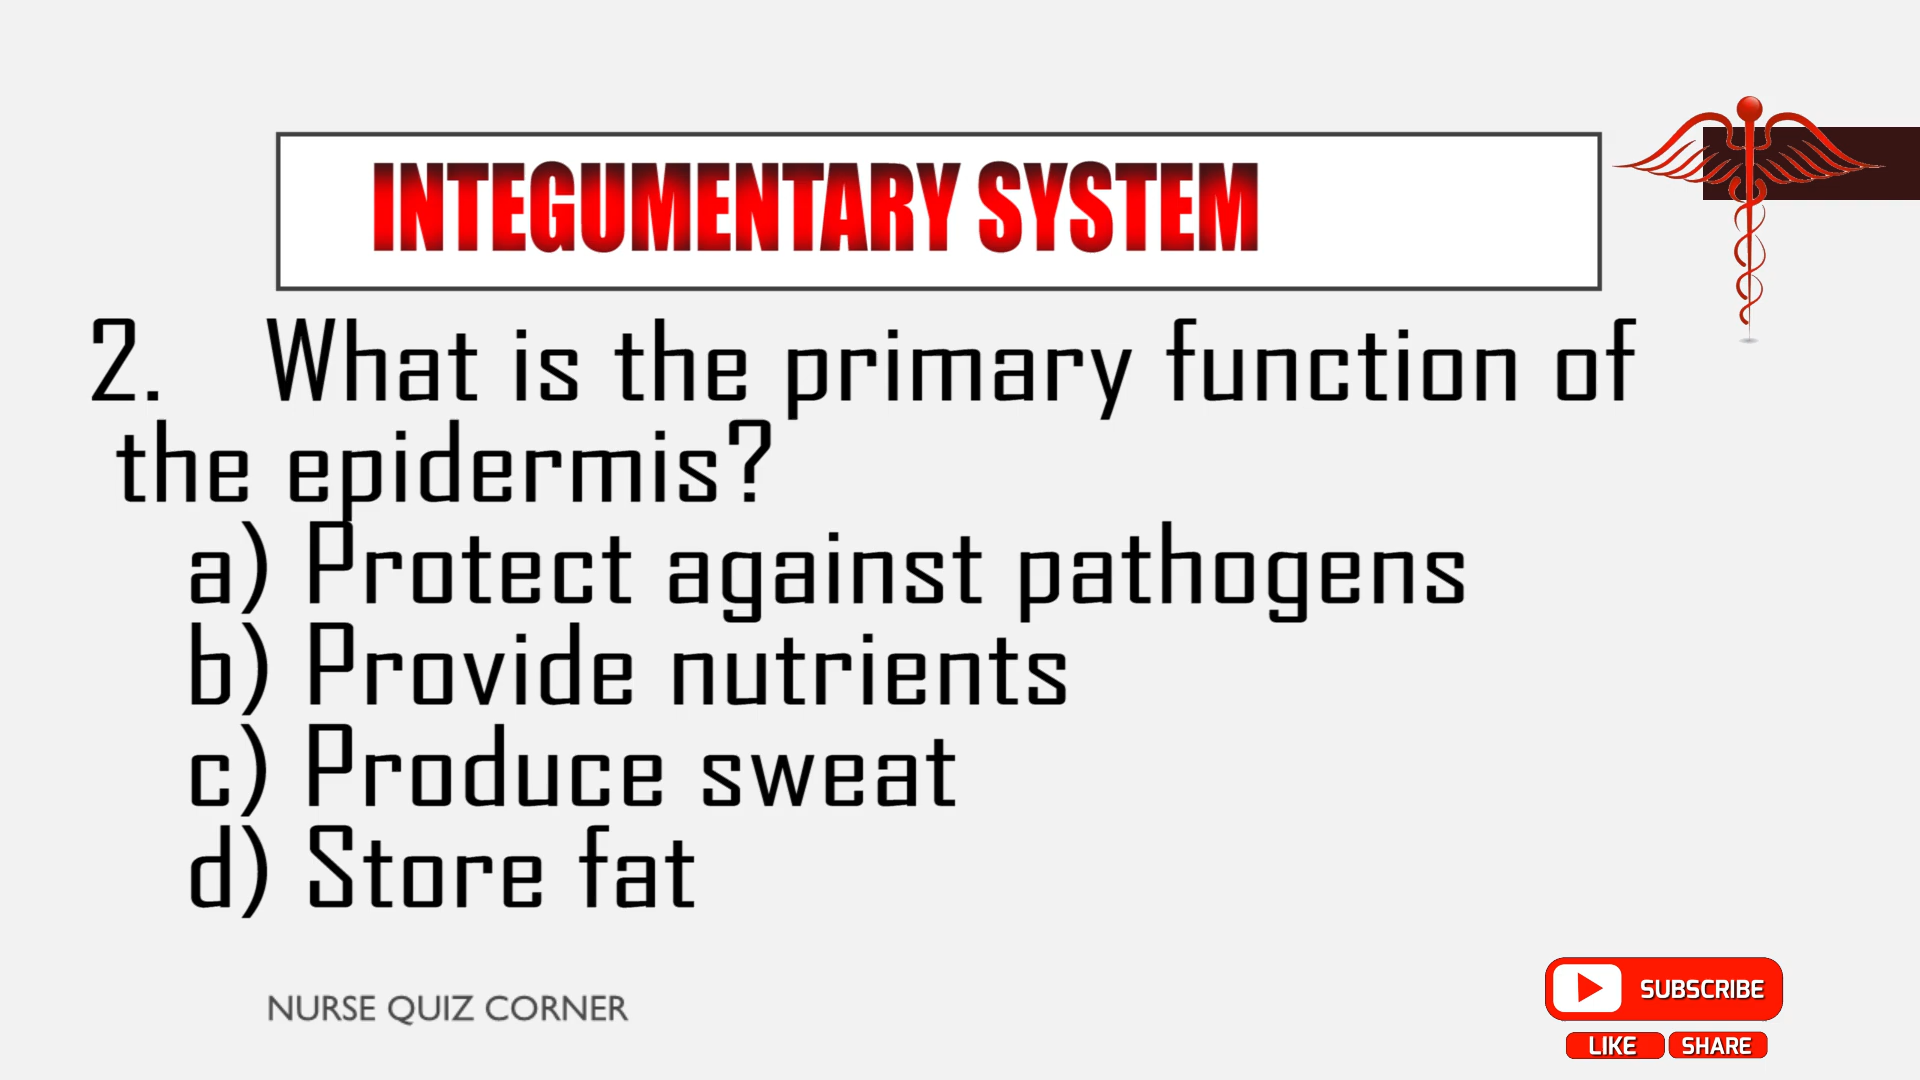 INTEGUMENTARY SYSTEM
2. What is the primary function of
the epidermis?
a) Protect against pathogens
b) Provide nutrients
c) Produce sweat
d) Store fat
NURSE QUIZ CORNER
SUBSCRIBE
LIKE SHARE